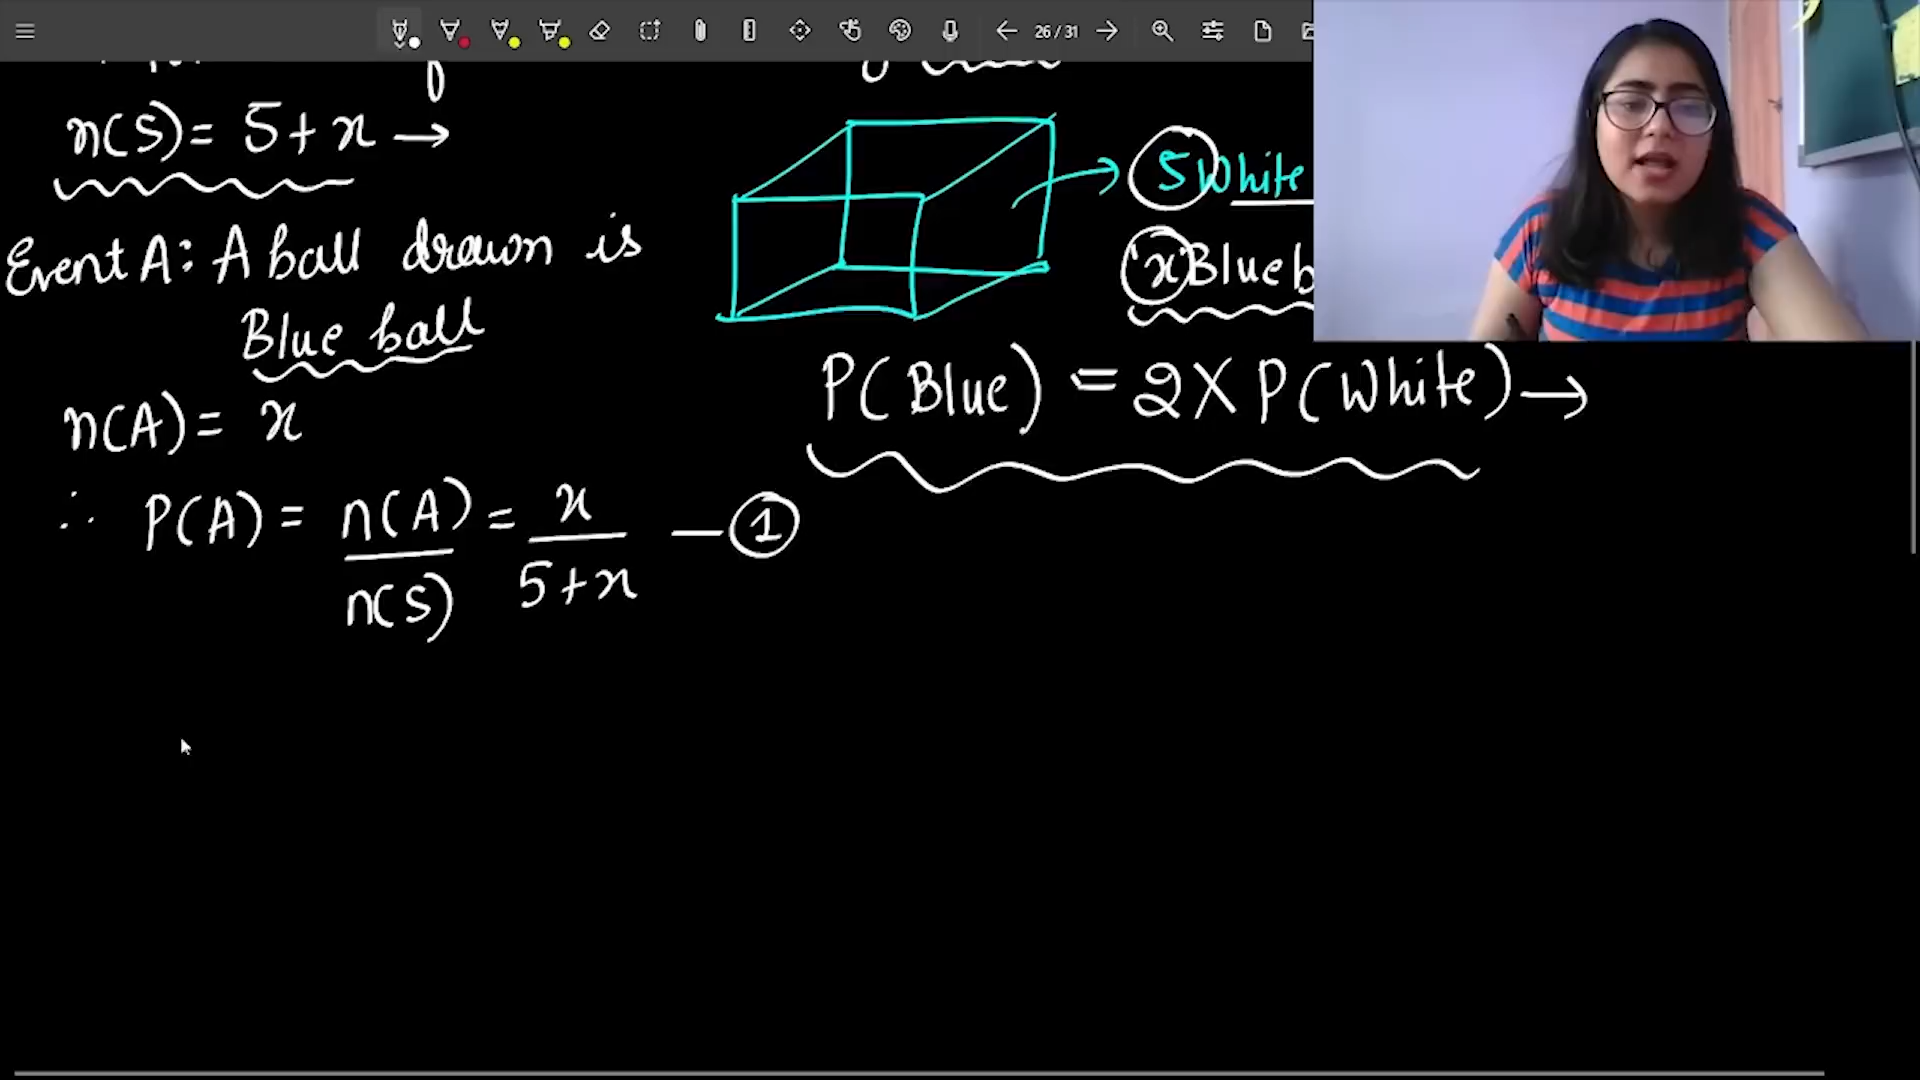 26 / 31
n(S) = 5 + x →
Event A: A ball drawn is
Blue ball
n(A) = x
∴ P(A) = n(A)/n(S) = x/5+x — ①
5 White
x Blue b
P(Blue) = 2 X P(White) →